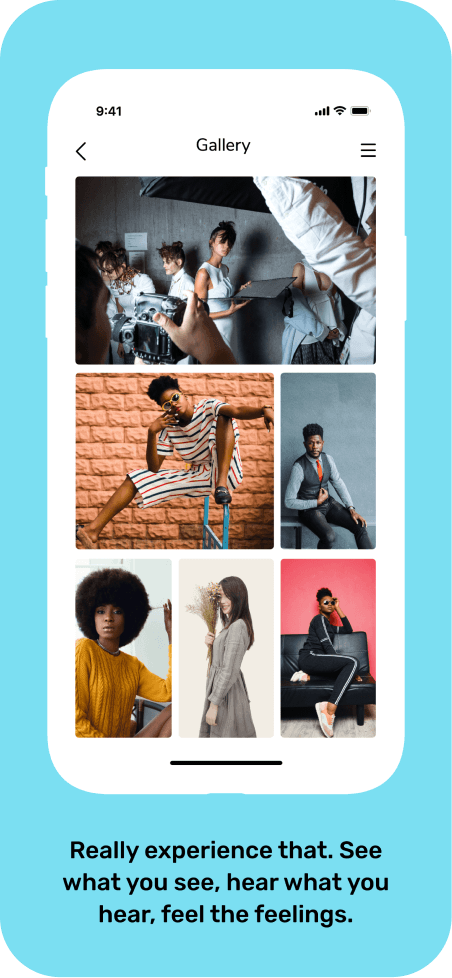 9:41
Gallery
Really experience that. See
what you see, hear what you
hear, feel the feelings.